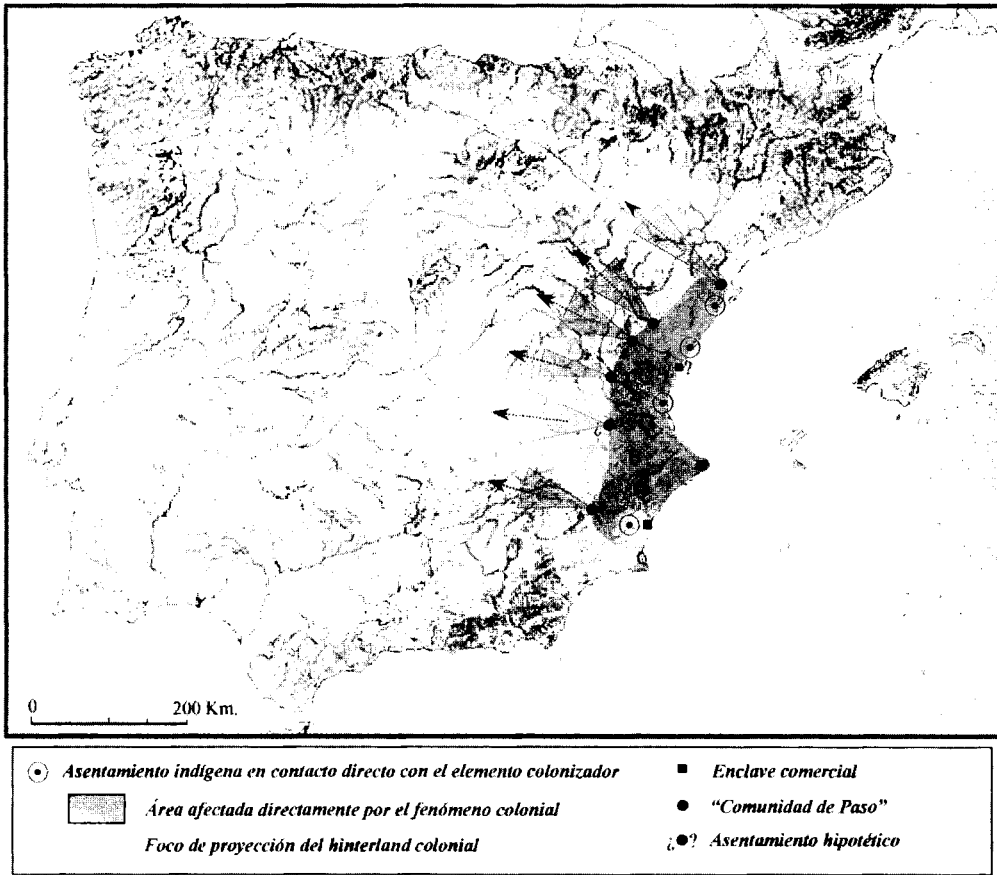 ?
¿
0 200 Km.
Asentamiento indígena en contacto directo con el elemento colonizador
Área afectada directamente por el fenómeno colonial
Foco de proyección del hinterland colonial
Enclave comercial
“Comunidad de Paso”
¿ ? Asentamiento hipotético